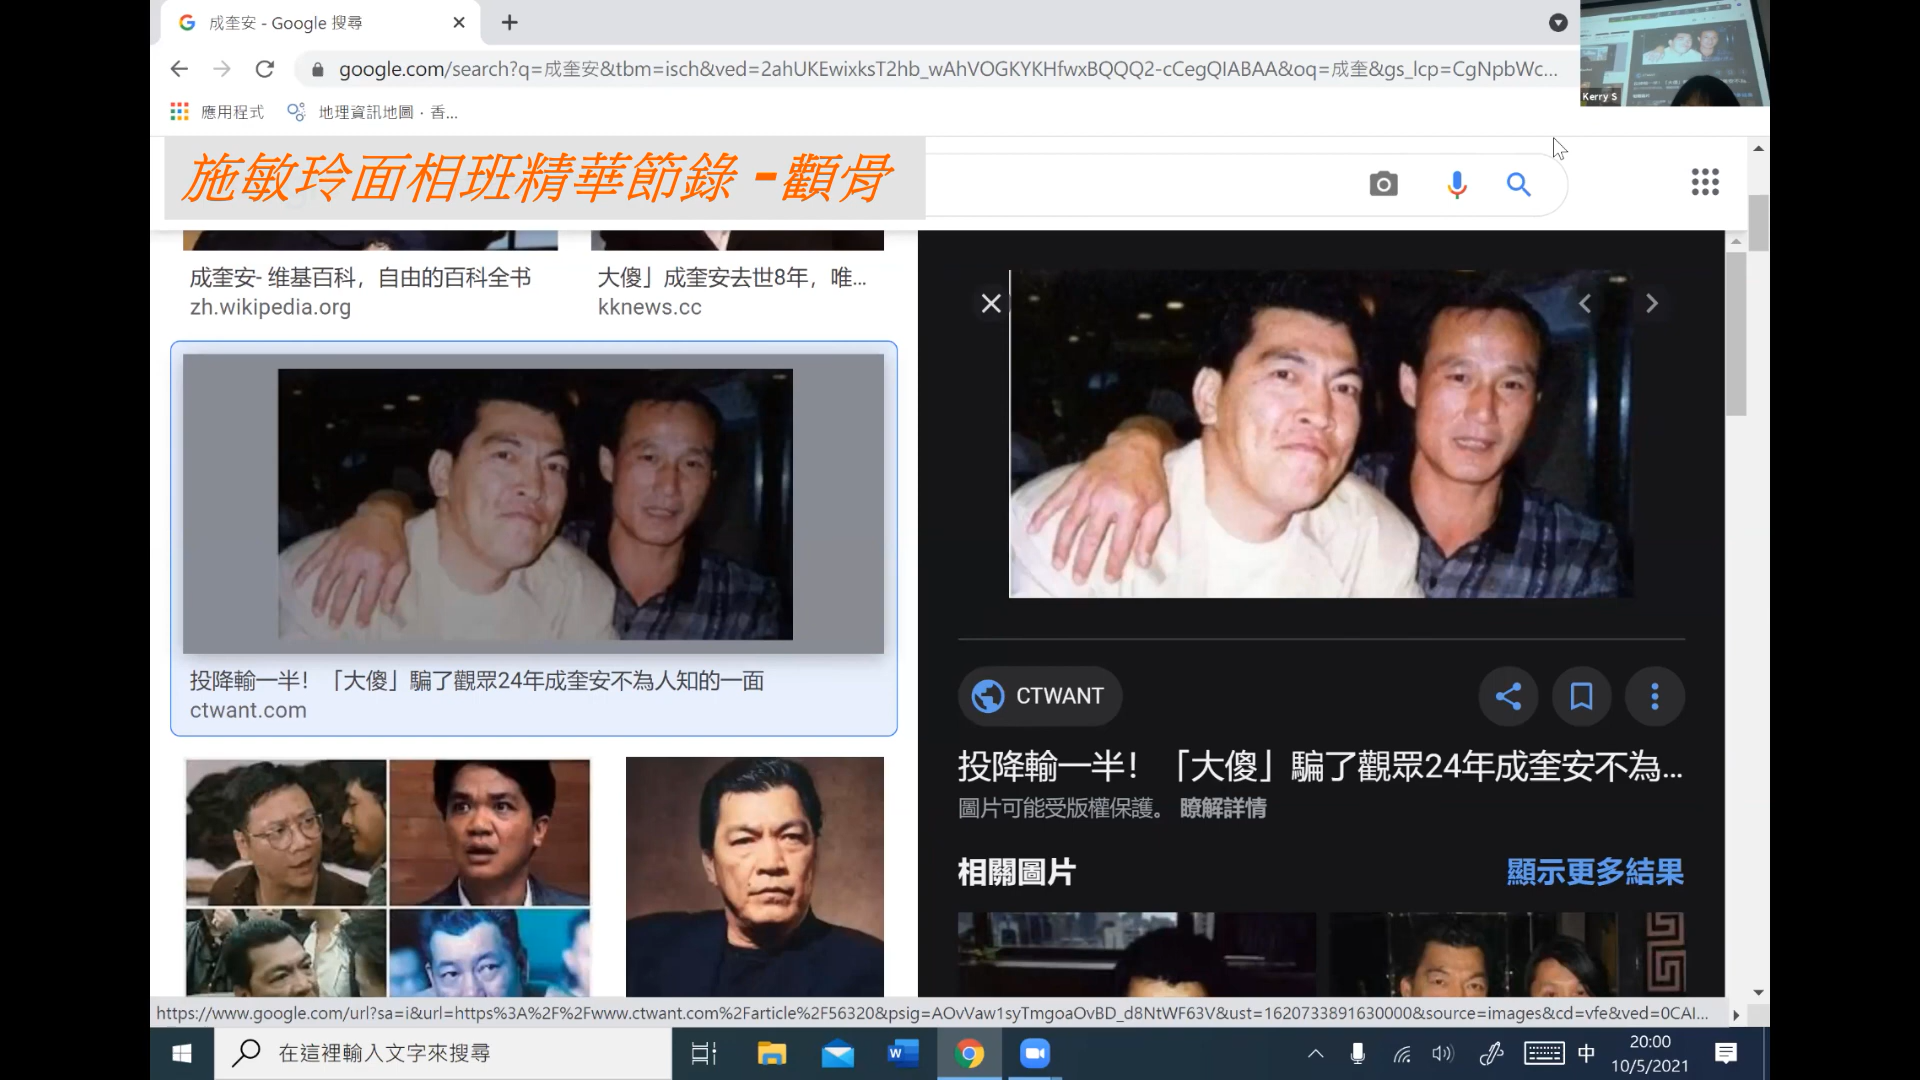 成奎安 - Google 搜尋
google.com/search?q=成奎安&tbm=isch&ved=2ahUKEwixksT2hb_wAhVOGKYKHfwxBQQQ2-cCegQIABAA&oq=成奎&gs_lcp=CgNpbWc...
Kerry S
應用程式
地理資訊地圖 · 香...
施敏玲面相班精華節錄 -顴骨
成奎安- 维基百科，自由的百科全书
zh.wikipedia.org
大傻」成奎安去世8年，唯...
kknews.cc
投降輸一半！「大傻」騙了觀眾24年成奎安不為人知的一面
ctwant.com
CTWANT
投降輸一半！「大傻」騙了觀眾24年成奎安不為...
圖片可能受版權保護。 瞭解詳情
相關圖片
顯示更多結果
https://www.google.com/url?sa=i&url=https%3A%2F%2Fwww.ctwant.com%2Farticle%2F56320&psig=AOvVaw1syTmgoaOvBD_d8NtWF63V&ust=1620733891630000&source=images&cd=vfe&ved=0CAI...
在這裡輸入文字來搜尋
中
20:00
10/5/2021